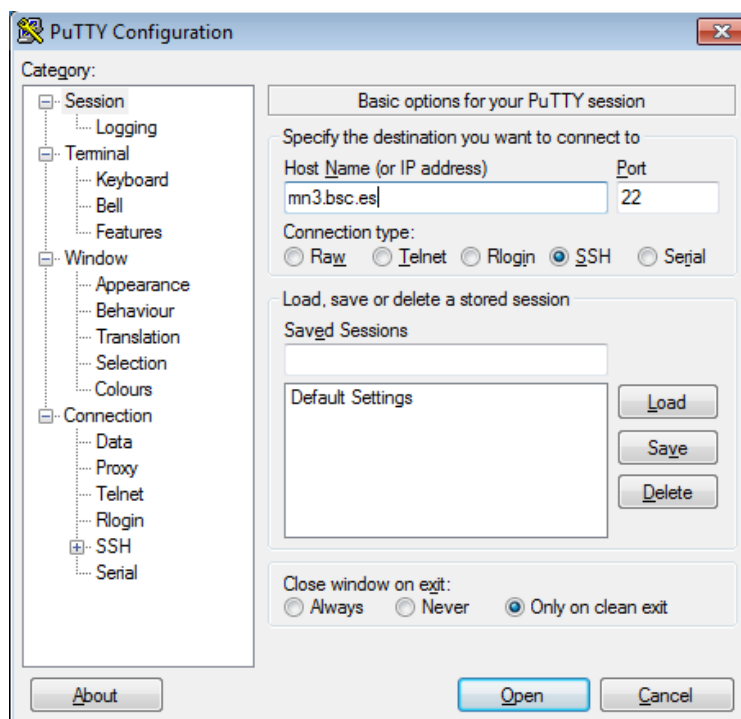 PuTTY Configuration
Category:
Session
Logging
Terminal
Keyboard
Bell
Features
Window
Appearance
Behaviour
Translation
Selection
Colours
Connection
Data
Proxy
Telnet
Rlogin
SSH
Serial
Basic options for your PuTTY session
Specify the destination you want to connect to
Host Name (or IP address) Port
mn3.bsc.es 22
Connection type:
Raw Telnet Rlogin SSH Serial
Load, save or delete a stored session
Saved Sessions
Default Settings
Load
Save
Delete
Close window on exit:
Always Never Only on clean exit
About Open Cancel